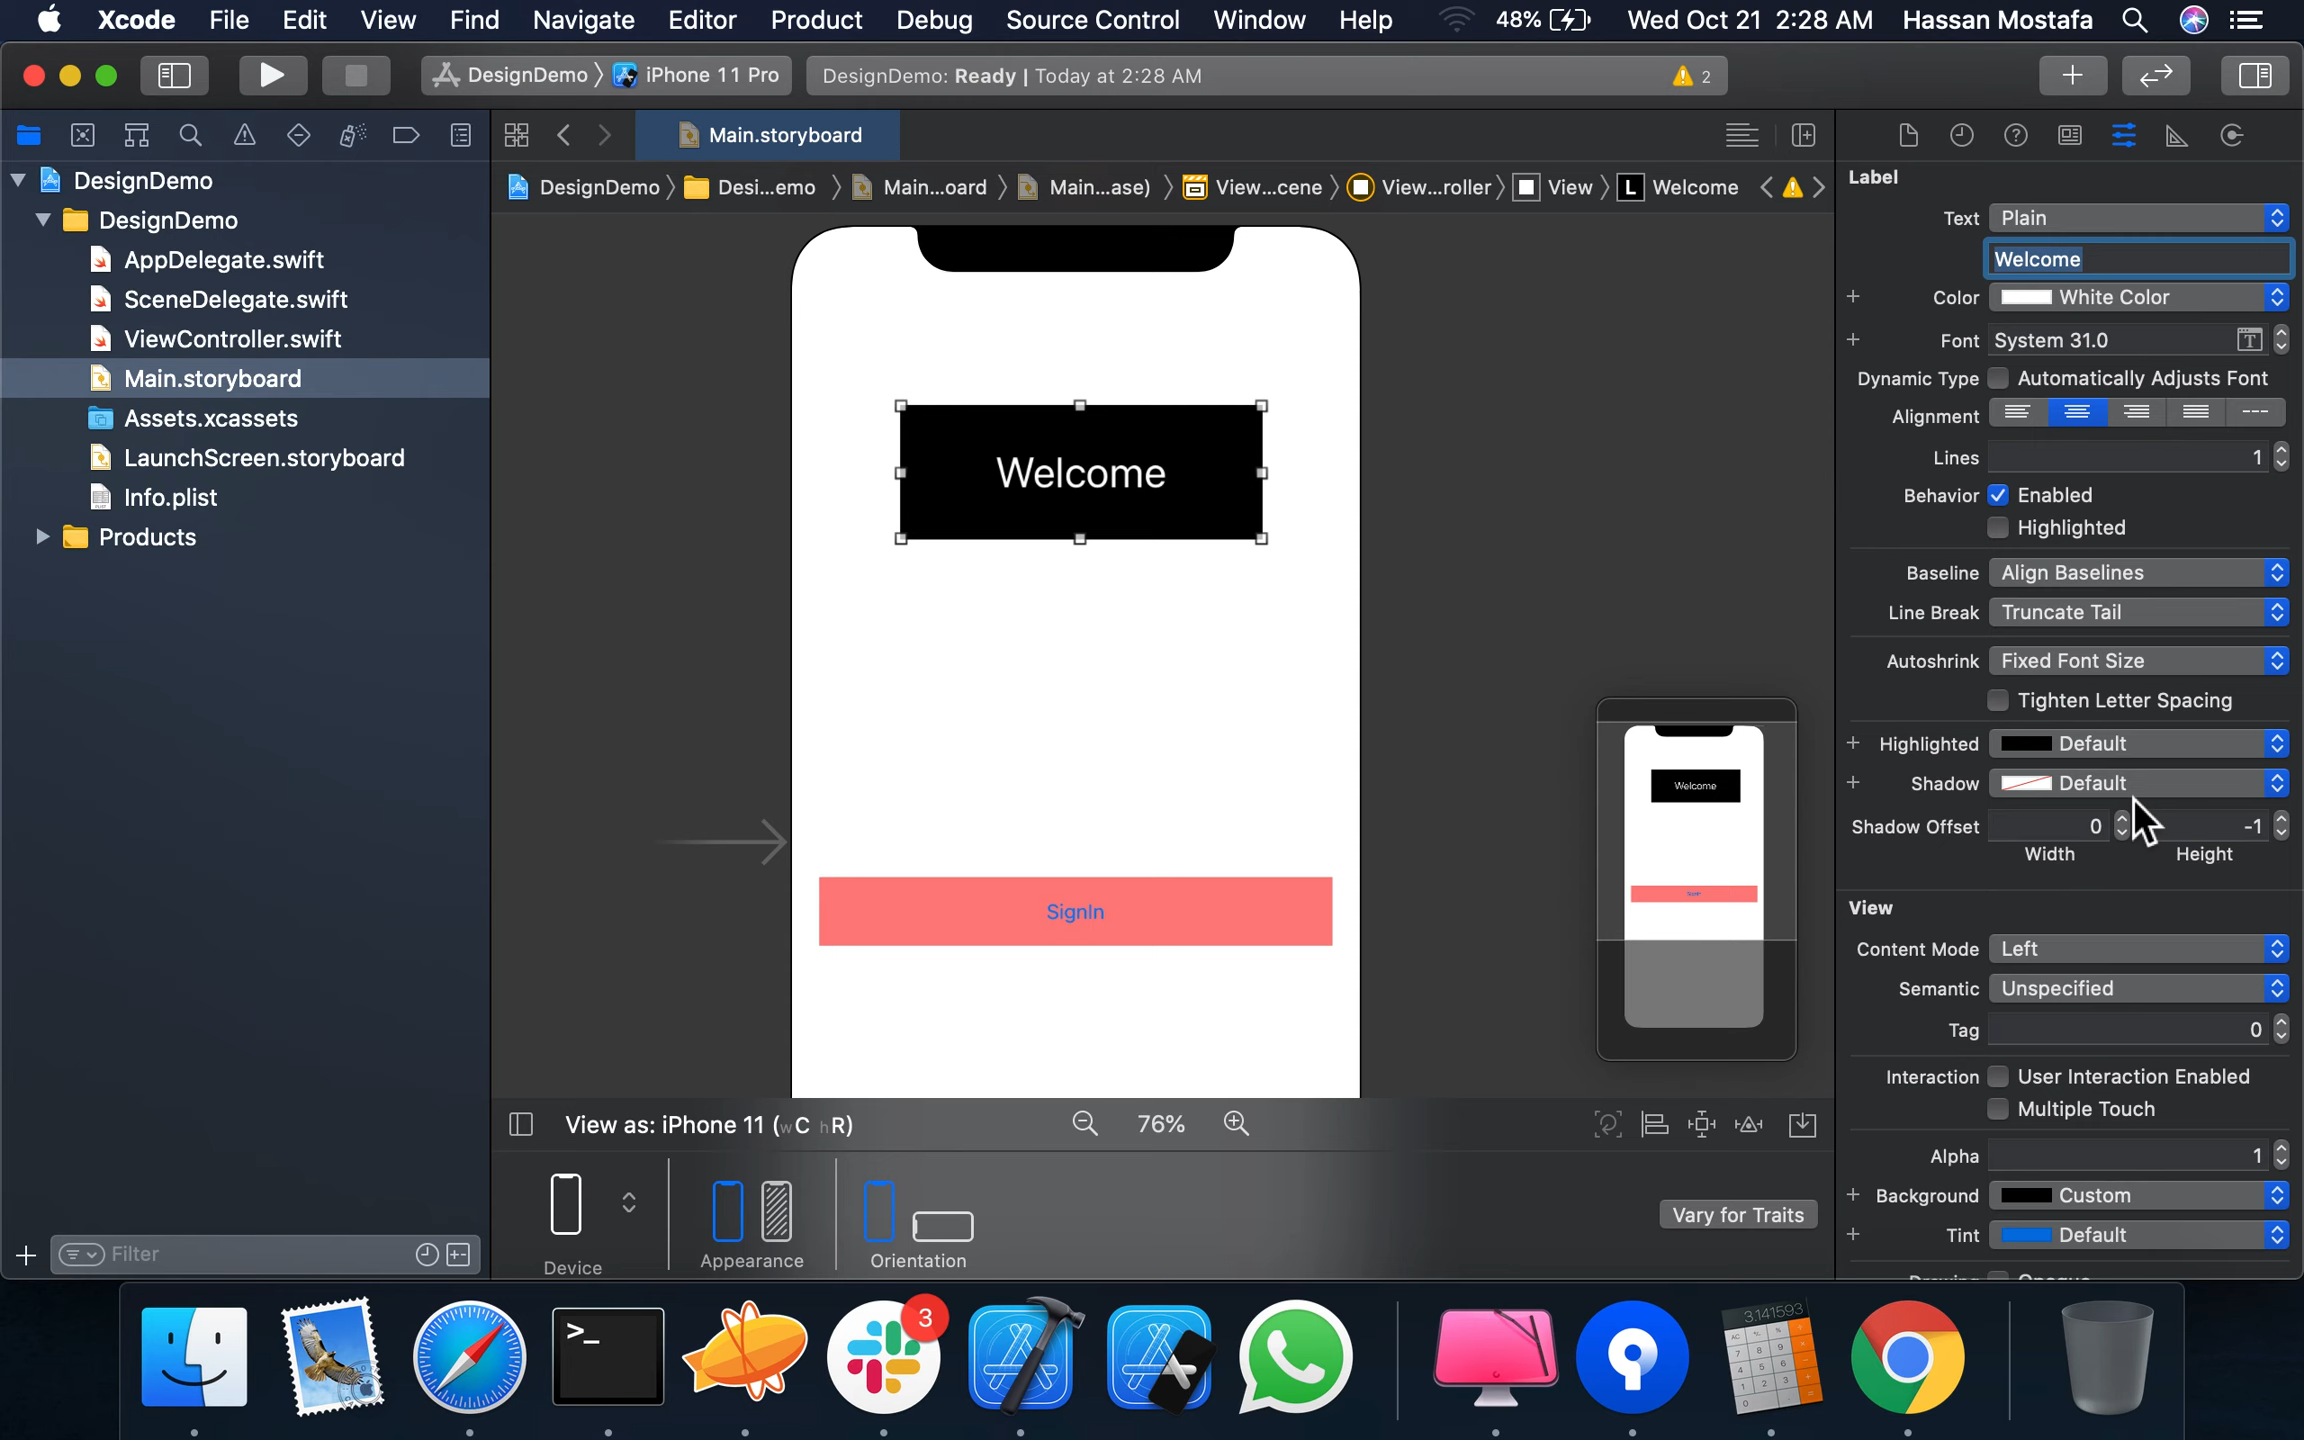 Xcode File Edit View Find Navigate Editor Product Debug Source Control Window Help 48% Wed Oct 21 2:28 AM Hassan Mostafa
DesignDemo iPhone 11 Pro DesignDemo: Ready | Today at 2:28 AM 2
Main.storyboard
DesignDemo Desi...emo Main...oard Main...ase) View...cene View...roller View L Welcome
DesignDemo
DesignDemo
AppDelegate.swift
SceneDelegate.swift
ViewController.swift
Main.storyboard
Assets.xcassets
LaunchScreen.storyboard
Info.plist
Products
Filter
Welcome
SignIn
Welcome
View as: iPhone 11 (wC hR) 76%
Device
Appearance
Orientation
Vary for Traits
Label
Text Plain
Welcome
Color White Color
Font System 31.0 T
Dynamic Type Automatically Adjusts Font
Alignment
Lines 1
Behavior Enabled
Highlighted
Baseline Align Baselines
Line Break Truncate Tail
Autoshrink Fixed Font Size
Tighten Letter Spacing
Highlighted Default
Shadow Default
Shadow Offset 0 -1
Width Height
View
Content Mode Left
Semantic Unspecified
Tag 0
Interaction User Interaction Enabled
Multiple Touch
Alpha 1
Background Custom
Tint Default
3
3.141593